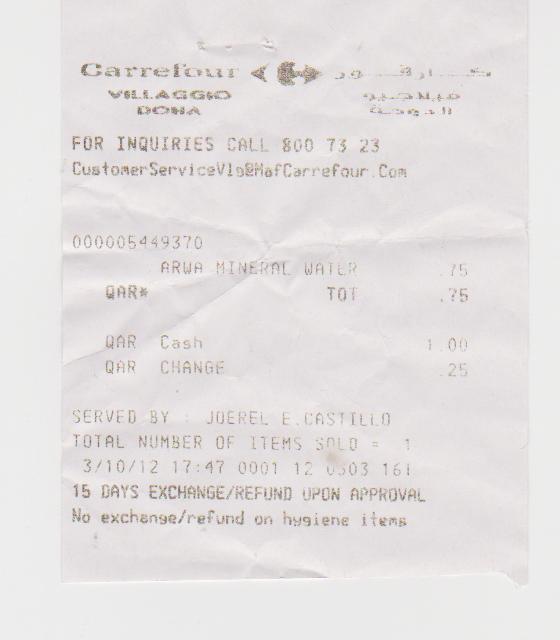 Carrefour
VILLAGGIO
DOHA
FOR INQUIRIES CALL 800 73 23
CustomerServiceVlg@MafCarrefour.Com
000005449370
ARWA MINERAL WATER .75
QAR* TOT .75
QAR Cash 1.00
QAR CHANGE .25
SERVED BY : JOEREL E.CASTILLO
TOTAL NUMBER OF ITEMS SOLD = 1
3/10/12 17:47 0001 12 0303 161
15 DAYS EXCHANGE/REFUND UPON APPROVAL
No exchange/refund on hygiene items